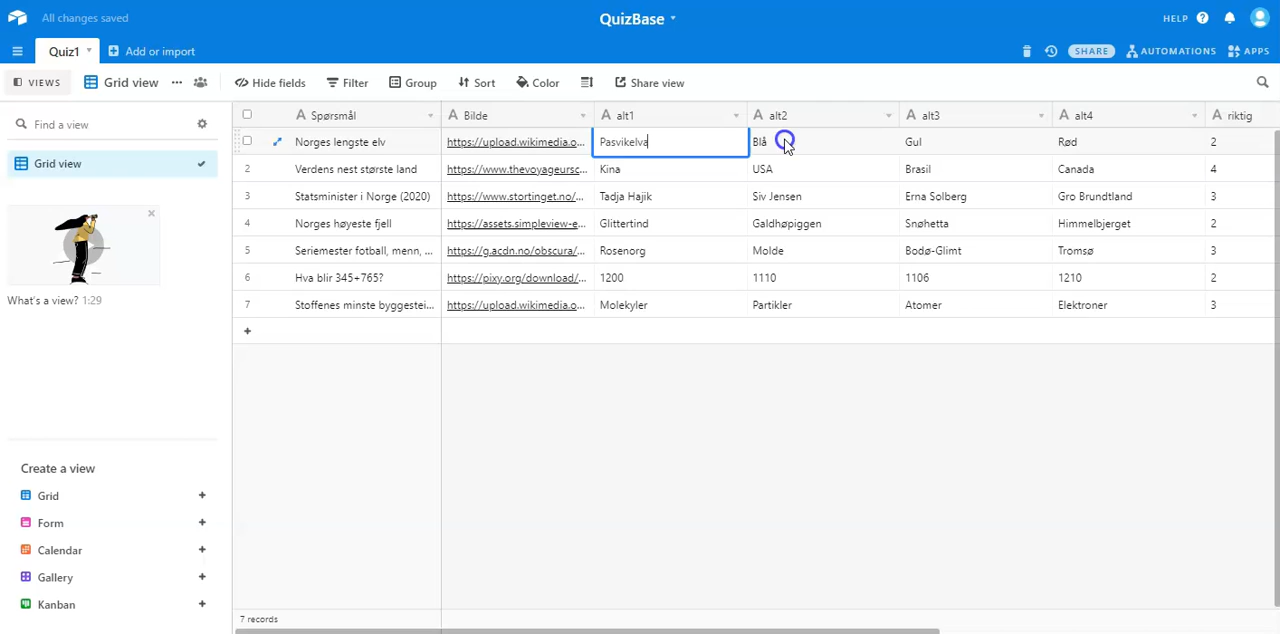 All changes saved
QuizBase
HELP
Quiz1
Add or import
SHARE
AUTOMATIONS
APPS
VIEWS
Grid view
Hide fields
Filter
Group
Sort
Color
Share view
Find a view
Grid view
What's a view? 1:29
Create a view
Grid
Form
Calendar
Gallery
Kanban
Spørsmål Bilde alt1 alt2 alt3 alt4 riktig
Norges lengste elv https://upload.wikimedia.o... Pasvikelva Blå Gul Rød 2
2 Verdens nest største land https://www.thevoyageursc... Kina USA Brasil Canada 4
3 Statsminister i Norge (2020) https://www.stortinget.no/... Tadja Hajik Siv Jensen Erna Solberg Gro Brundtland 3
4 Norges høyeste fjell https://assets.simpleview-e... Glittertind Galdhøpiggen Snøhetta Himmelbjerget 2
5 Seriemester fotball, menn, ... https://g.acdn.no/obscura/... Rosenorg Molde Bodø-Glimt Tromsø 3
6 Hva blir 345+765? https://pixy.org/download/... 1200 1110 1106 1210 2
7 Stoffenes minste byggestei... https://upload.wikimedia.o... Molekyler Partikler Atomer Elektroner 3
7 records